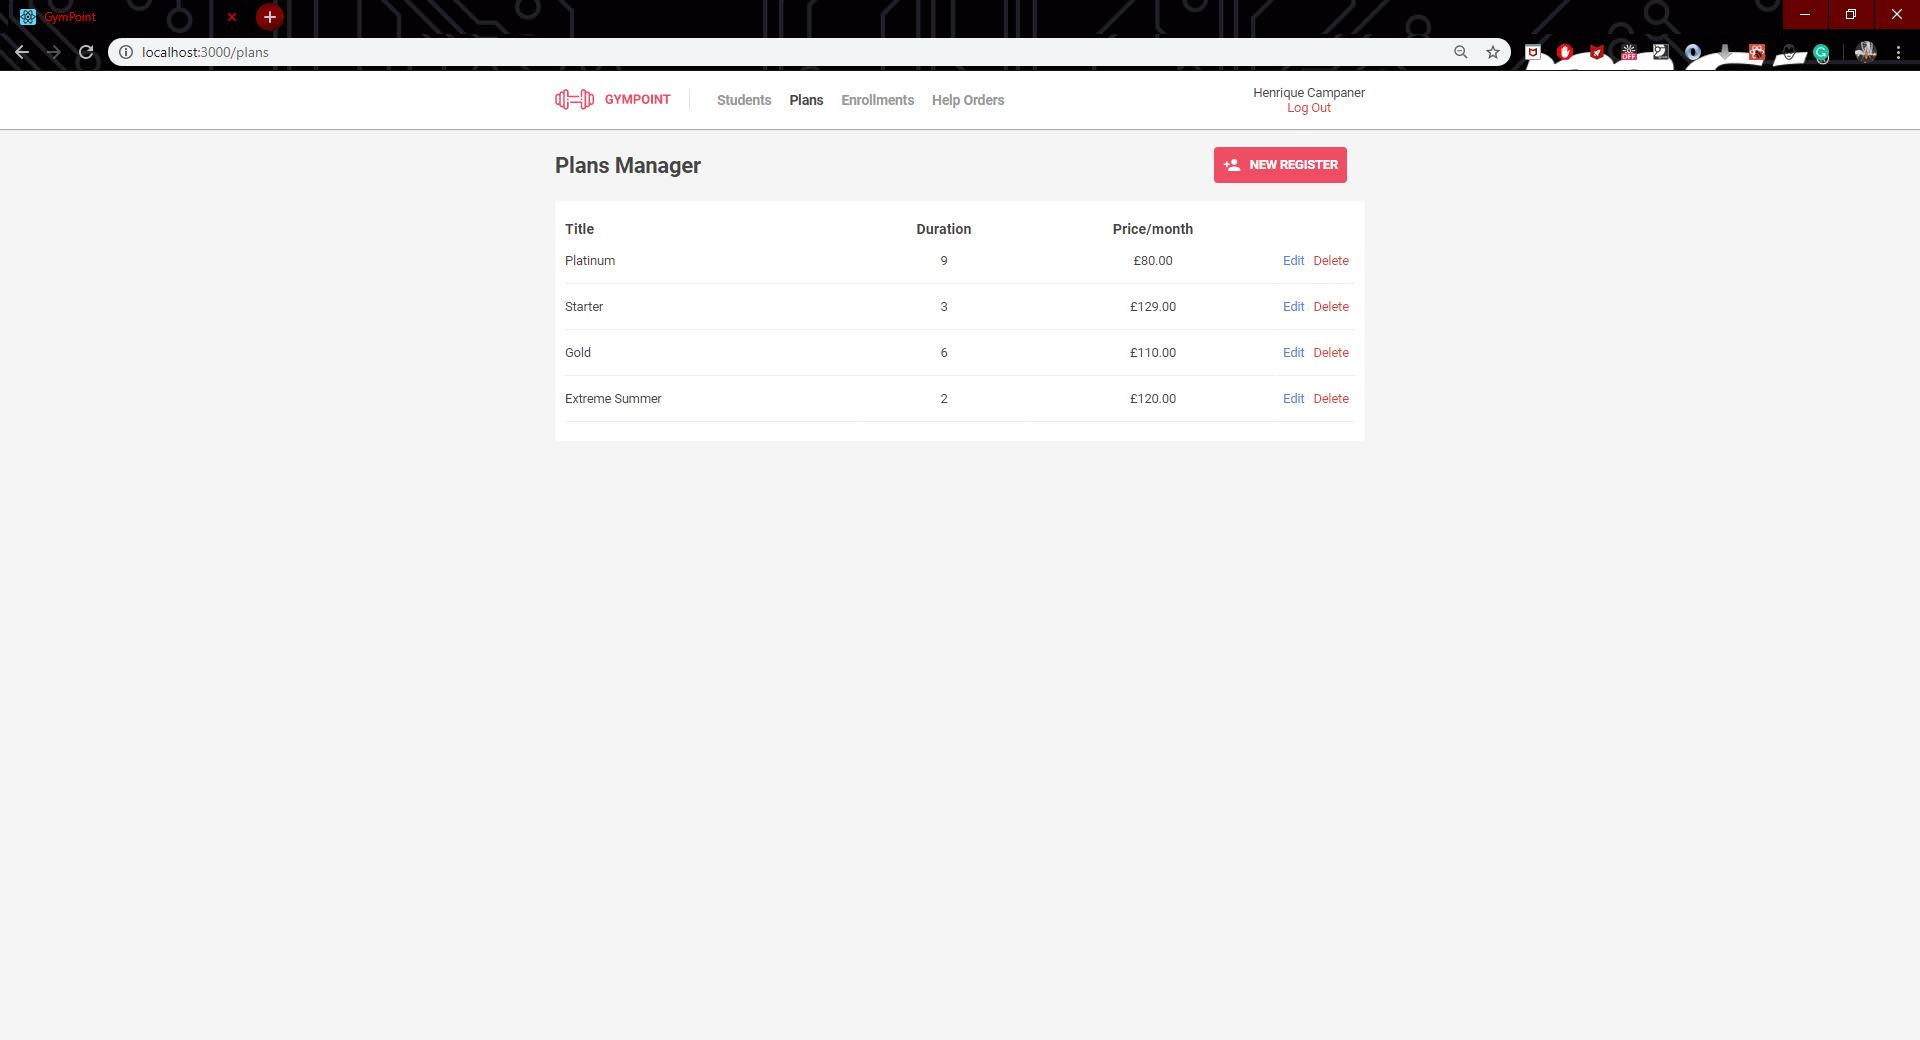 GymPoint
localhost:3000/plans
OFF
GYMPOINT
Students Plans Enrollments Help Orders
Henrique Campaner
Log Out
Plans Manager
NEW REGISTER
Title Duration Price/month
Platinum 9 £80.00 Edit Delete
Starter 3 £129.00 Edit Delete
Gold 6 £110.00 Edit Delete
Extreme Summer 2 £120.00 Edit Delete